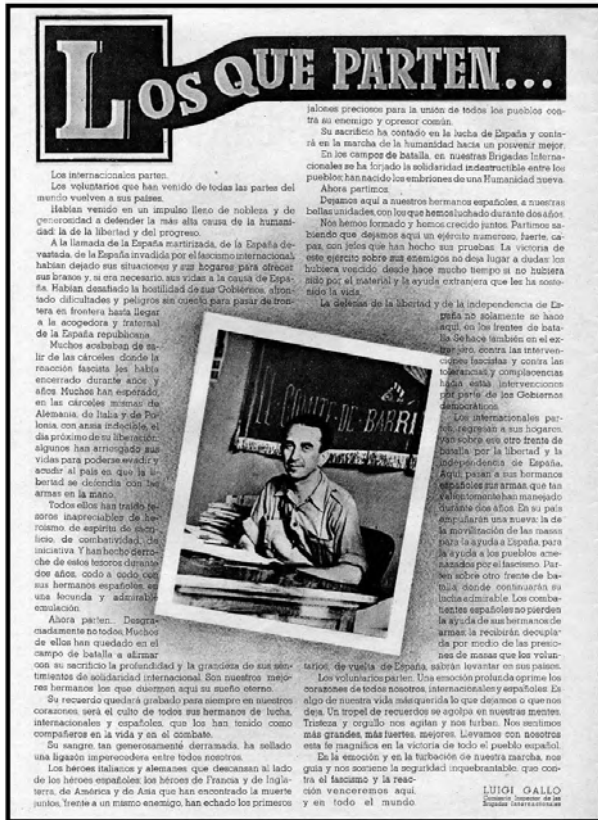 LOS QUE PARTEN...
Los internacionales parten.
Los voluntarios que han venido de todas las partes del
mundo vuelven a sus países.
Habían venido en un impulso lleno de nobleza y de
generosidad a defender la más alta causa de la humani-
dad: la de la libertad y del progreso.
A la llamada de la España martirizada, de la España de-
vastada, de la España invadida por el fascismo internacional,
habían dejado sus situaciones y sus hogares para ofrecer
sus brazos y, si era necesario, sus vidas a la causa de Espa-
ña. Habían desafiado la hostilidad de sus Gobiernos, afron-
tado dificultades y peligros sin cuento para pasar de fron-
tera en frontera hasta llegar
a la acogedora y fraternal
de la España republicana.
Muchos acababan de sa-
lir de las cárceles, donde la
reacción fascista les había
encerrado durante años y
años. Muchos han esperado,
en las cárceles mismas de
Alemania, de Italia y de Po-
lonia, con ansia indecible, el
día próximo de su liberación;
algunos han arriesgado sus
vidas para poderse evadir y
acudir al país en que la li-
bertad se defendía con las
armas en la mano.
Todos ellos han traído te-
soros inapreciables de he-
roísmo, de espíritu de sacri-
ficio, de combatividad, de
iniciativa. Y han hecho derro-
che de estos tesoros durante
dos años, codo a codo con
sus hermanos españoles, en
una fecunda y admirable
emulación.
Ahora parten... Desgra-
ciadamente no todos. Muchos
de ellos han quedado en el
campo de batalla a afirmar
con su sacrificio la profundidad y la grandeza de sus sen-
timientos de solidaridad internacional. Son nuestros mejo-
res hermanos los que duermen aquí su sueño eterno.
Su recuerdo quedará grabado para siempre en nuestros
corazones, será el culto de todos sus hermanos de lucha,
internacionales y españoles, que los han tenido como
compañeros en la vida y en el combate.
Su sangre, tan generosamente derramada, ha sellado
una ligazón imperecedera entre todos nosotros.
Los héroes italianos y alemanes que descansan al lado
de los héroes españoles; los héroes de Francia y de Ingla-
terra, de América y de Asia que han encontrado la muerte
juntos, frente a un mismo enemigo, han echado los primeros
jalones preciosos para la unión de todos los pueblos con-
tra su enemigo y opresor común.
Su sacrificio ha contado en la lucha de España y conta-
rá en la marcha de la humanidad hacia un porvenir mejor.
En los campos de batalla, en nuestras Brigadas Interna-
cionales se ha forjado la solidaridad indestructible entre los
pueblos; han nacido los embriones de una Humanidad nueva.
Ahora partimos.
Dejamos aquí a nuestros hermanos españoles, a nuestras
bellas unidades, con los que hemos luchado durante dos años.
Nos hemos formado y hemos crecido juntos. Partimos sa-
biendo que dejamos aquí un ejército numeroso, fuerte, ca-
paz, con jefes que han hecho sus pruebas. La victoria de
este ejército sobre sus enemigos no deja lugar a dudas: los
hubiera vencido desde hace mucho tiempo si no hubiera
sido por el material y la ayuda extranjera que les ha soste-
nido la vida.
La defensa de la libertad y de la independencia de Es-
paña no solamente se hace
aquí, en los frentes de bata-
lla. Se hace también en el ex-
tranjero, contra las interven-
ciones fascistas y contra las
tolerancias y complacencias
hacia estas intervenciones
por parte de los Gobiernos
democráticos.
Los internacionales par-
ten, regresan a sus hogares,
van sobre ese otro frente de
batalla por la libertad y la
independencia de España.
Aquí, pasan a sus hermanos
españoles sus armas, que tan
valientemente han manejado
durante dos años. En su país
empuñarán una nueva: la de
la movilización de las masas
para la ayuda a España, para
la ayuda a los pueblos ame-
nazados por el fascismo. Par-
ten sobre otro frente de ba-
talla, donde continuarán su
lucha admirable. Los comba-
tientes españoles no pierden
la ayuda de sus hermanos de
armas; la recibirán, decupla-
da por medio de las presio-
nes de masas que los volun-
tarios, de vuelta de España, sabrán levantar en sus países.
Los voluntarios parten. Una emoción profunda oprime los
corazones de todos nosotros, internacionales y españoles. Es
algo de nuestra vida más querida lo que dejamos o que nos
deja. Un tropel de recuerdos se agolpa en nuestras mentes.
Tristeza y orgullo nos agitan y nos turban. Nos sentimos
más grandes, más fuertes, mejores. Llevamos con nosotros
esta fe magnífica en la victoria de todo el pueblo español.
En la emoción y en la turbación de nuestra marcha, nos
guía y nos sostiene la seguridad inquebrantable, que con-
tra el fascismo y la reac-
ción venceremos aquí,
y en todo el mundo.
LUIGI GALLO
Comisario Inspector de las
Brigadas Internacionales
COMITE-DE-BARRI